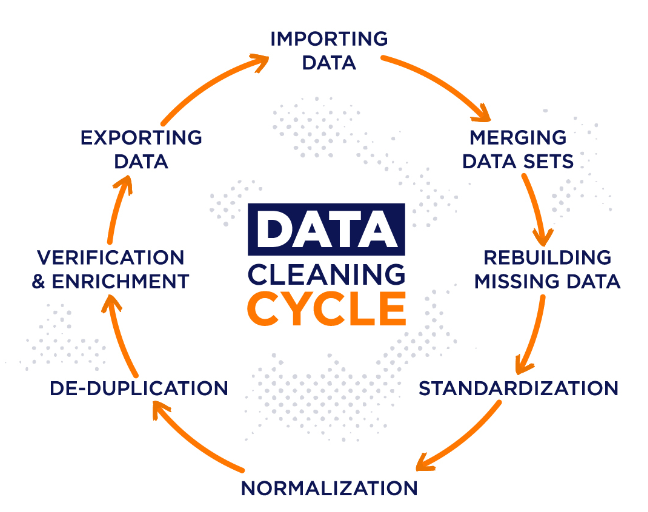 IMPORTING
DATA
MERGING
DATA SETS
REBUILDING
MISSING DATA
STANDARDIZATION
NORMALIZATION
DE-DUPLICATION
VERIFICATION
& ENRICHMENT
EXPORTING
DATA
DATA
CLEANING
CYCLE